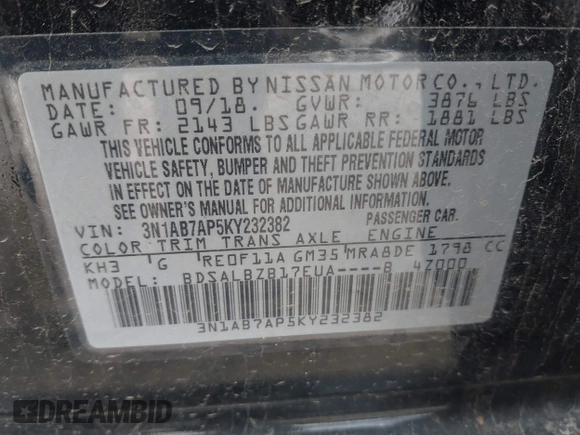 MANUFACTURED BY NISSAN MOTOR CO., LTD.
DATE: 09/18. GVWR: 3876 LBS
GAWR FR: 2143 LBS GAWR RR: 1881 LBS
THIS VEHICLE CONFORMS TO ALL APPLICABLE FEDERAL MOTOR
VEHICLE SAFETY, BUMPER AND THEFT PREVENTION STANDARDS
IN EFFECT ON THE DATE OF MANUFACTURE SHOWN ABOVE.
SEE OWNER'S MANUAL FOR ADDITIONAL INFORMATION.
VIN: 3N1AB7AP5KY232382 PASSENGER CAR.
COLOR TRIM TRANS AXLE ENGINE
KH3 G RE0F11A GM35 MRA8DE 1798 CC
MODEL: BDSALBZB17EUA----B 4Z000
3N1AB7AP5KY232382
DREAMBID